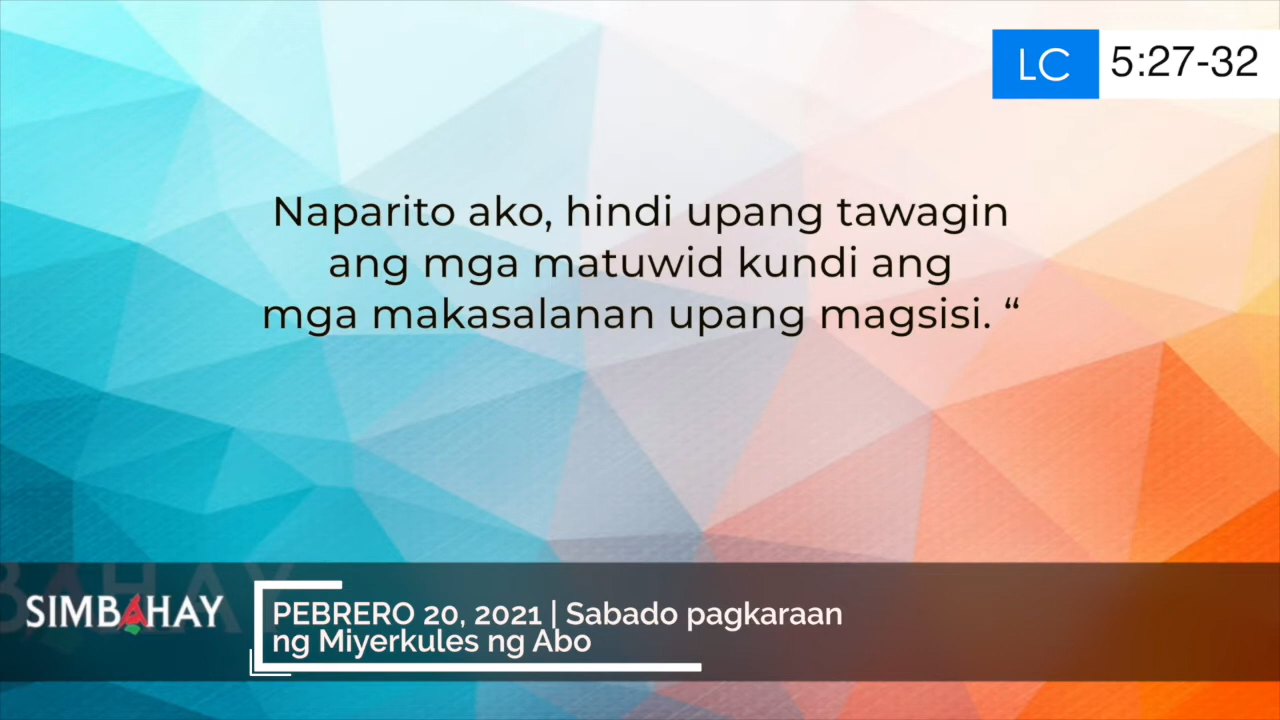 LC 5:27-32
Naparito ako, hindi upang tawagin
ang mga matuwid kundi ang
mga makasalanan upang magsisi. “
SIMBAHAY
PEBRERO 20, 2021 | Sabado pagkaraan
ng Miyerkules ng Abo